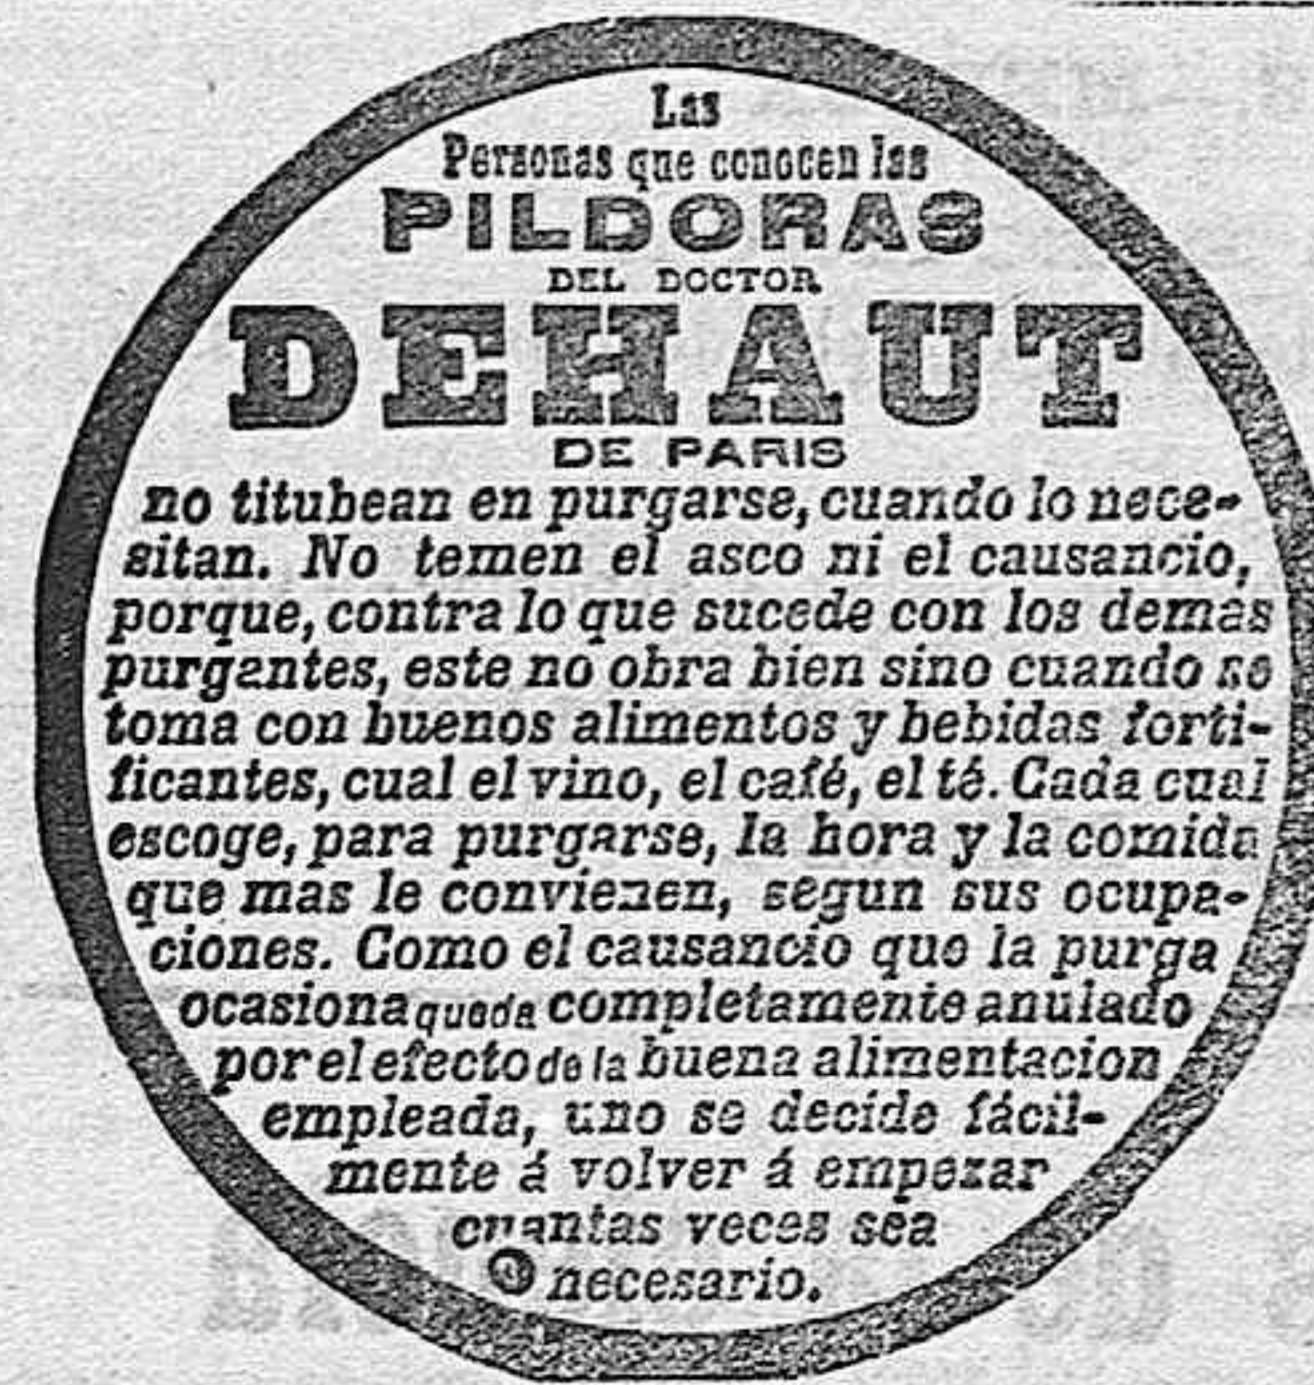 Las
Personas que conocen las
PILDORAS
DEL DOCTOR
DEHAUT
DE PARIS
no titubean en purgarse, cuando lo nece-
sitan. No temen el asco ni el causancio,
porque, contra lo que sucede con los demas
purgantes, este no obra bien sino cuando se
toma con buenos alimentos y bebidas forti-
ficantes, cual el vino, el café, el té. Cada cual
escoge, para purgarse, la hora y la comida
que mas le convienen, segun sus ocupa-
ciones. Como el causancio que la purga
ocasiona queda completamente anulado
por el efecto de la buena alimentacion
empleada, uno se decide fácil-
mente á volver á empezar
cuantas veces sea
necesario.